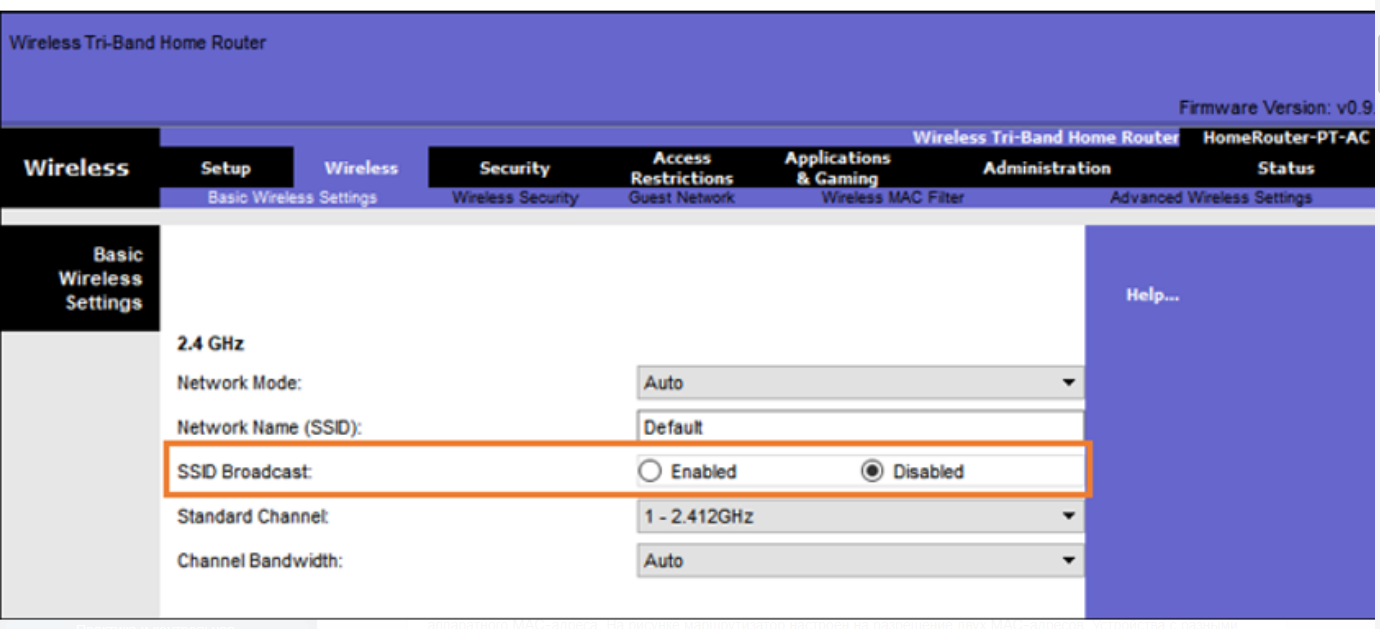 Wireless Tri-Band Home Router
Firmware Version: v0.9.
Wireless Tri-Band Home Router HomeRouter-PT-AC
Wireless Setup Wireless Security Access Restrictions Applications & Gaming Administration Status
Basic Wireless Settings Wireless Security Guest Network Wireless MAC Filter Advanced Wireless Settings
Basic
Wireless
Settings
Help...
2.4 GHz
Network Mode: Auto
Network Name (SSID): Default
SSID Broadcast: Enabled Disabled
Standard Channel: 1 - 2.412GHz
Channel Bandwidth: Auto